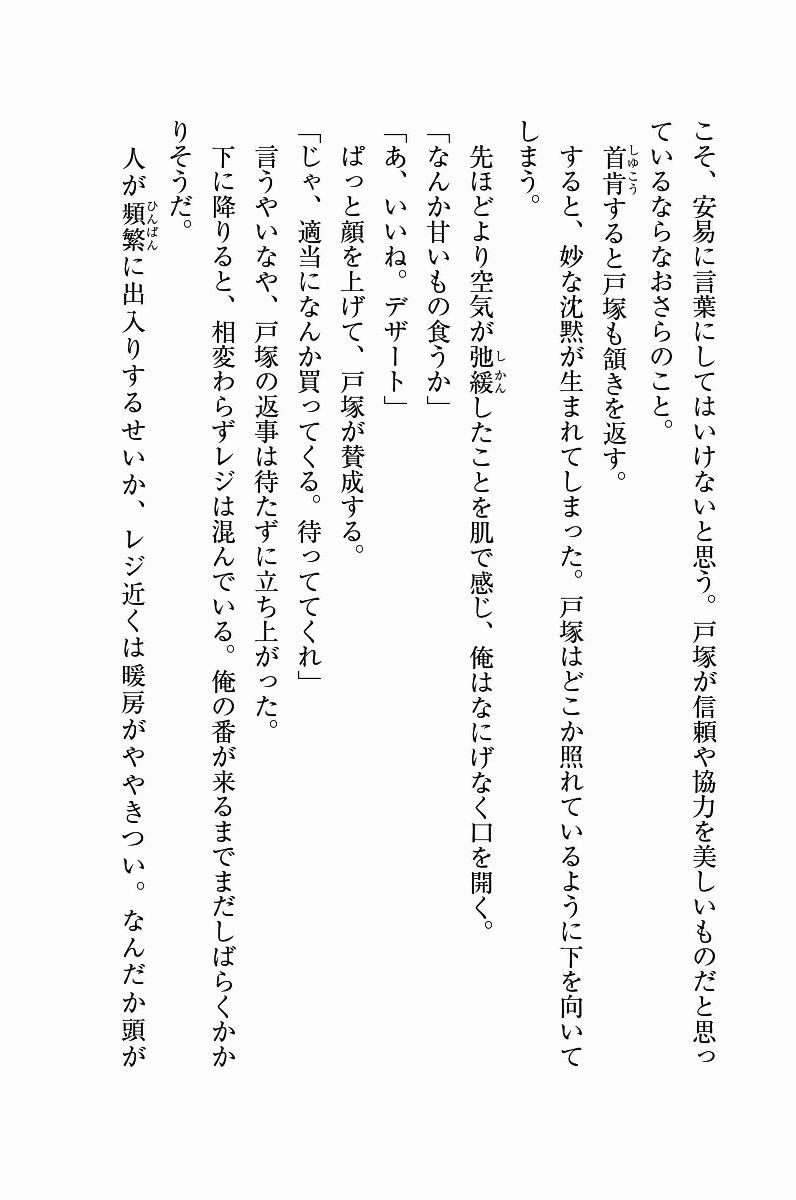 こそ、安易に言葉にしてはいけないと思う。戸塚が信頼や協力を美しいものだと思っ
ているならなおさらのこと。
首肯すると戸塚も頷きを返す。
しゆこう
すると、妙な沈黙が生まれてしまった。戸塚はどこか照れているように下を向いて
しまう。
先ほどより空気が弛緩したことを肌で感じ、俺はなにげなく口を開く。
しかん
「なんか甘いもの食うか」
「あ、いいね。デザート」
ぱっと顔を上げて、戸塚が賛成する。
「じゃ、適当になんか買ってくる。待っててくれ」
言うやいなや、戸塚の返事は待たずに立ち上がった。
下に降りると、相変わらずレジは混んでいる。俺の番が来るまでまだしばらくかか
りそうだ。
人が頻繁に出入りするせいか、レジ近くは暖房がややきつい。なんだか頭が
ひんぱん